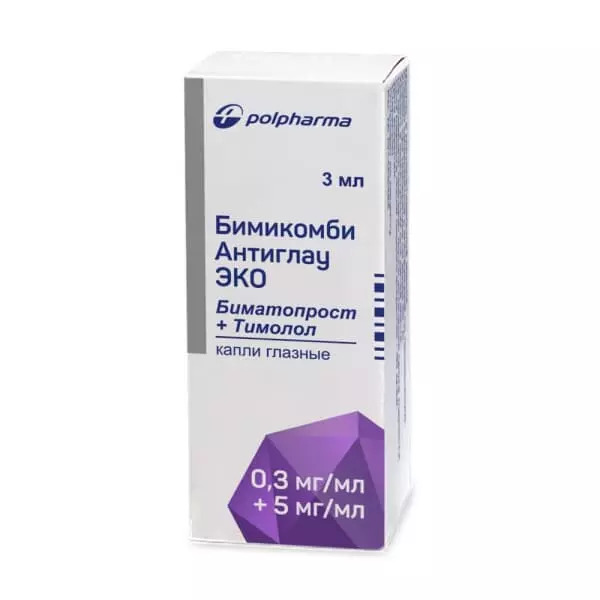 polpharma
3 мл
Бимикомби
Антиглау
ЭКО
Биматопрост
+ Тимолол
капли глазные
0,3 мг/мл
+ 5 мг/мл